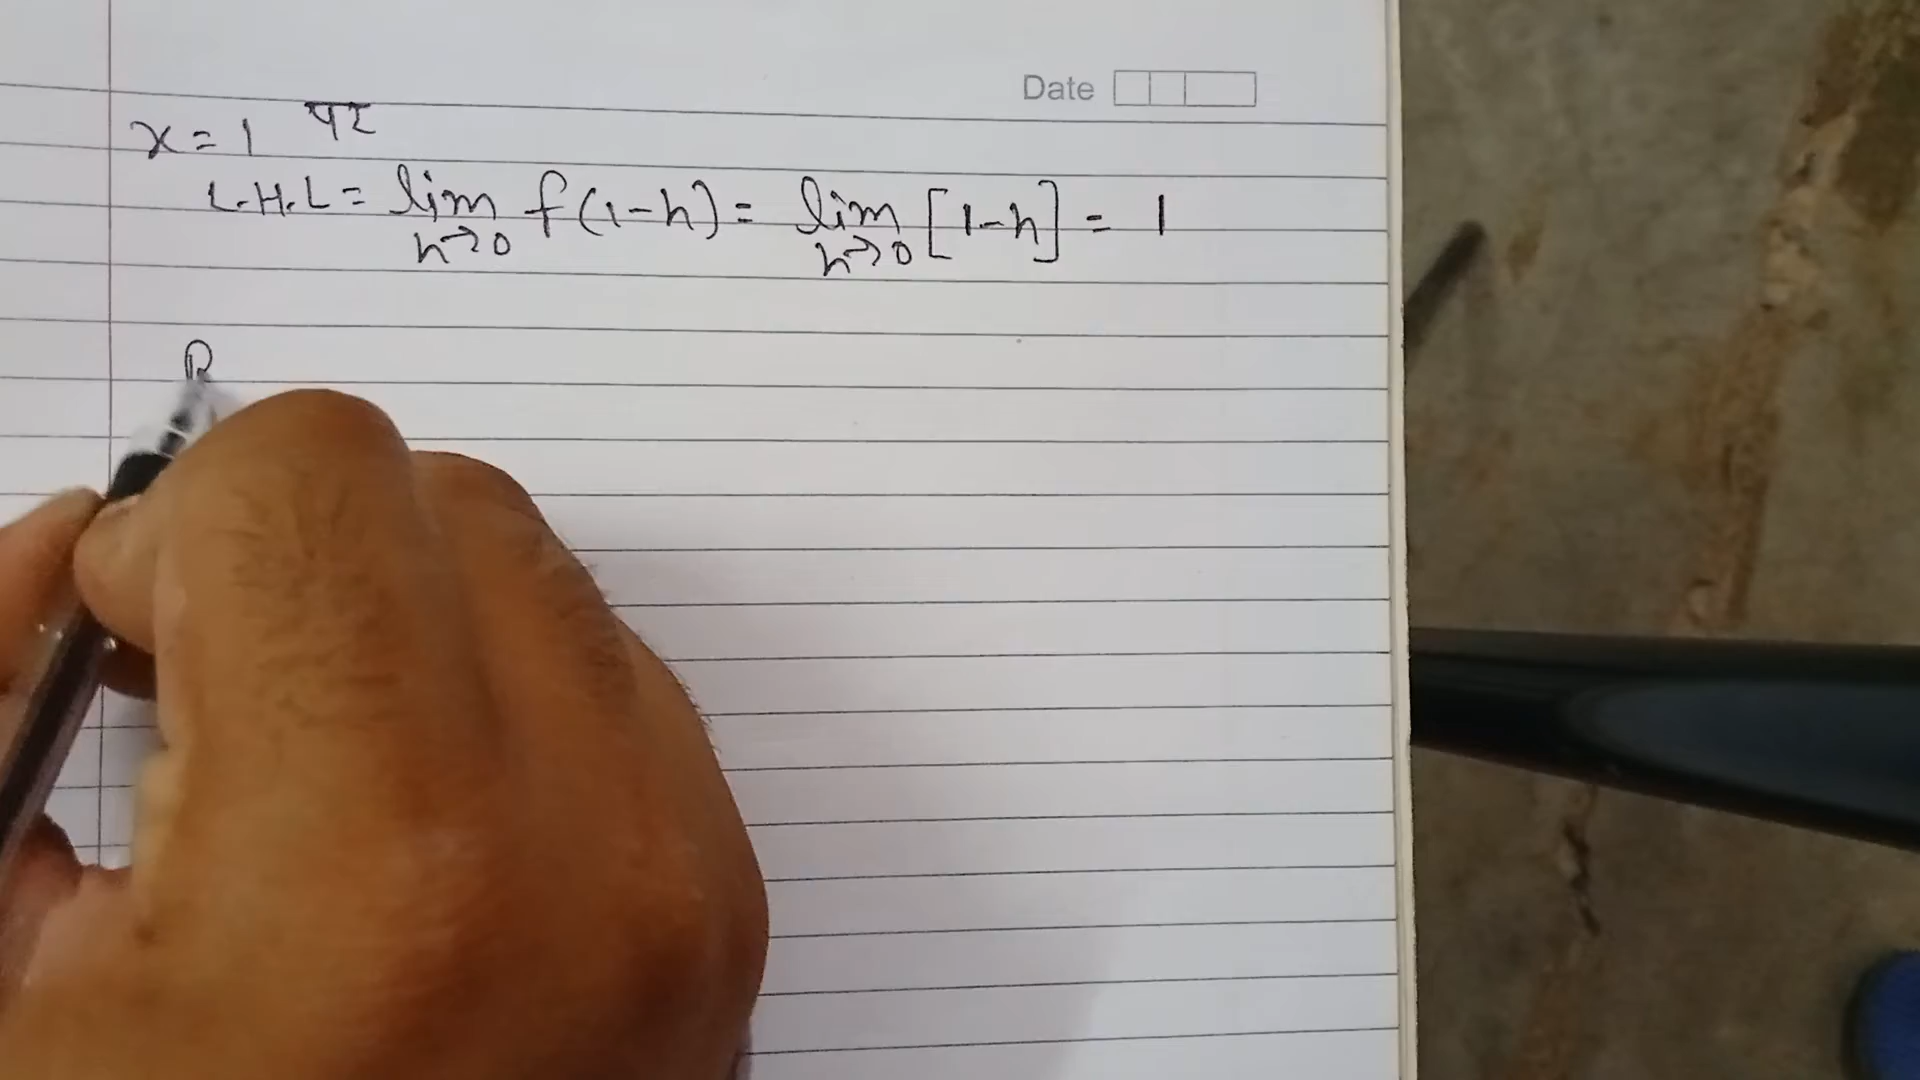 Date
x = 1 पर
L.H.L = lim h→0 f(1-h) = lim h→0 [1-h] = 1
R